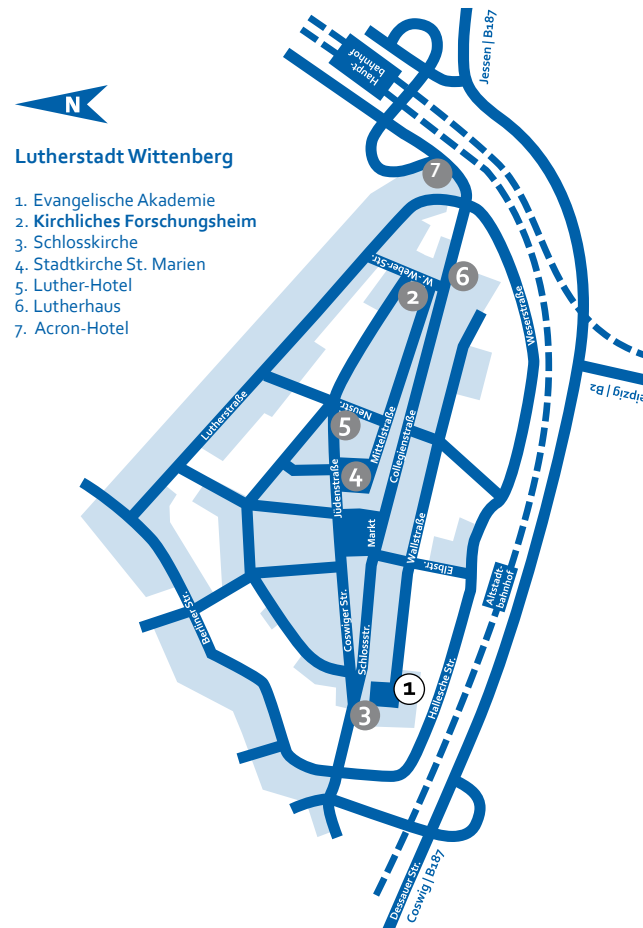 Jessen | B187
Haupt-
bahnhof
N
Lutherstadt Wittenberg
1. Evangelische Akademie
2. Kirchliches Forschungsheim
3. Schlosskirche
4. Stadtkirche St. Marien
5. Luther-Hotel
6. Lutherhaus
7. Acron-Hotel
7
6
W.-Weber-Str.
2
Weserstraße
Leipzig | B2
Lutherstraße
Neustr.
5
Mittelstraße
Collegienstraße
4
Jüdenstraße
Markt
Wallstraße
Elbstr.
Altstadt-
bahnhof
Berliner Str.
Coswiger Str.
Schlossstr.
1
Hallesche Str.
3
Dessauer Str.
Coswig | B187